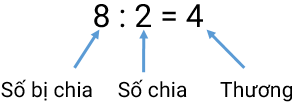 8 : 2 = 4
Số bị chia Số chia Thương